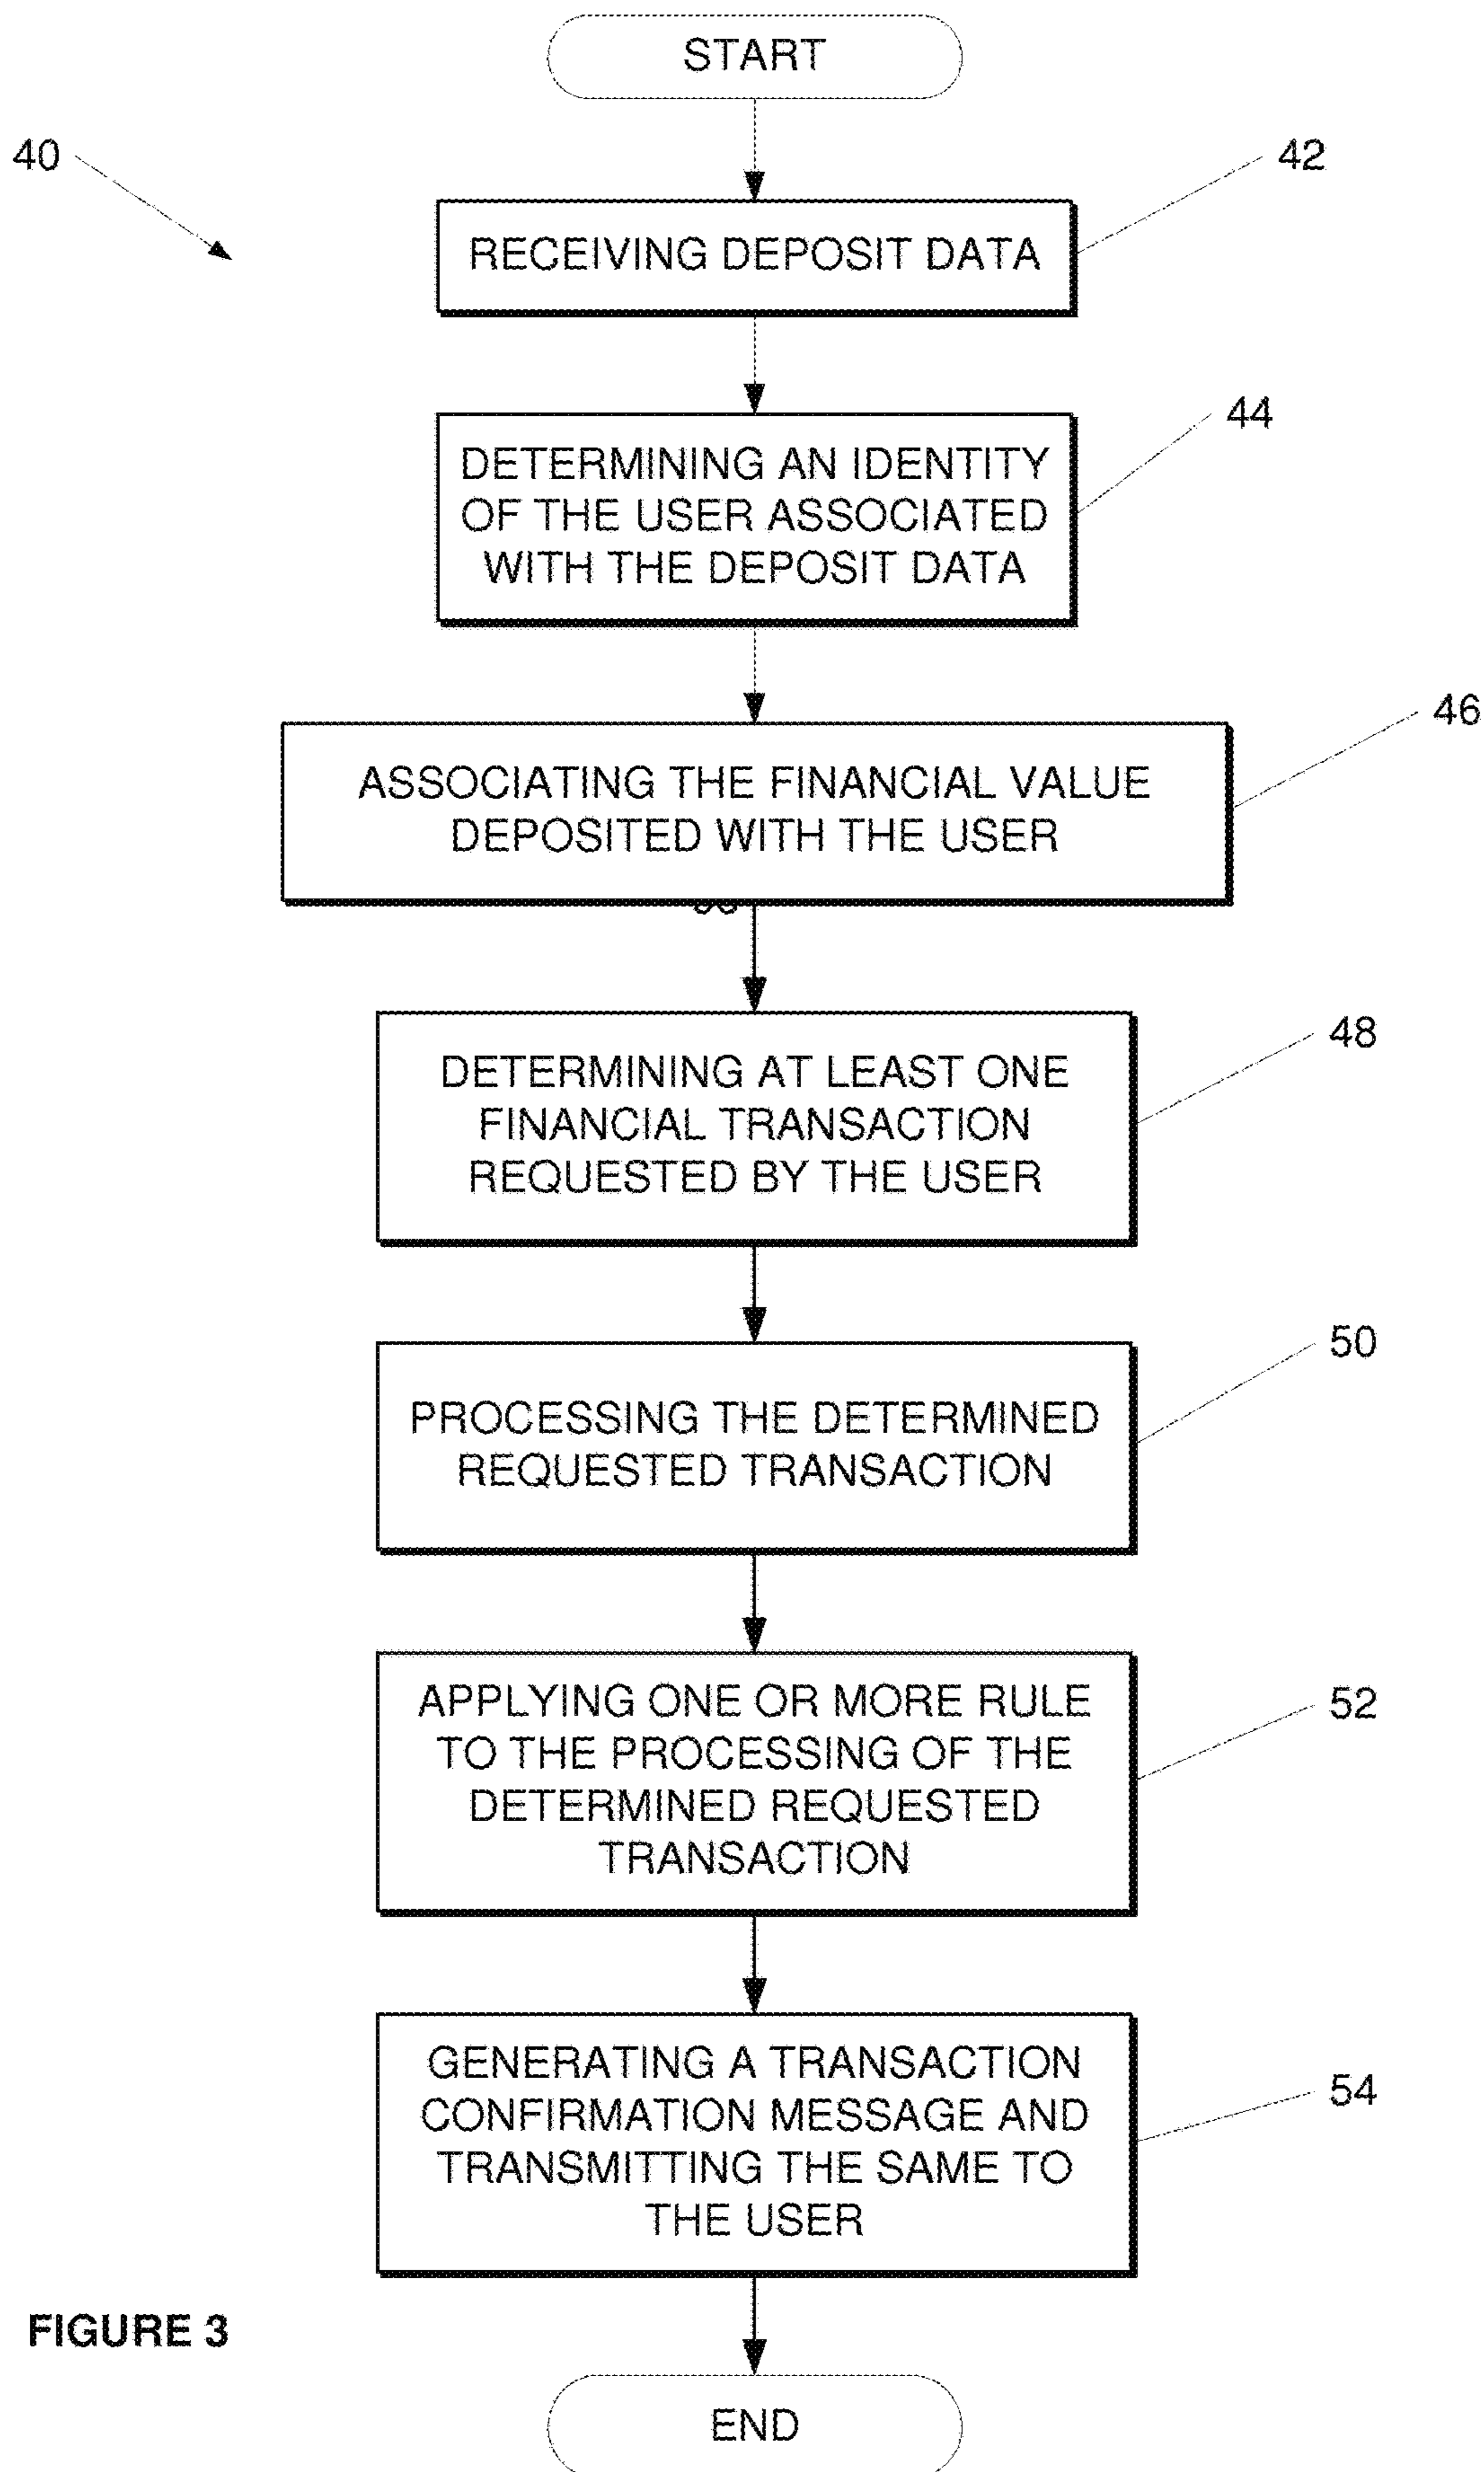 START
40
42
RECEIVING DEPOSIT DATA
44
DETERMINING AN IDENTITY
OF THE USER ASSOCIATED
WITH THE DEPOSIT DATA
46
ASSOCIATING THE FINANCIAL VALUE
DEPOSITED WITH THE USER
48
DETERMINING AT LEAST ONE
FINANCIAL TRANSACTION
REQUESTED BY THE USER
50
PROCESSING THE DETERMINED
REQUESTED TRANSACTION
52
APPLYING ONE OR MORE RULE
TO THE PROCESSING OF THE
DETERMINED REQUESTED
TRANSACTION
54
GENERATING A TRANSACTION
CONFIRMATION MESSAGE AND
TRANSMITTING THE SAME TO
THE USER
FIGURE 3
END